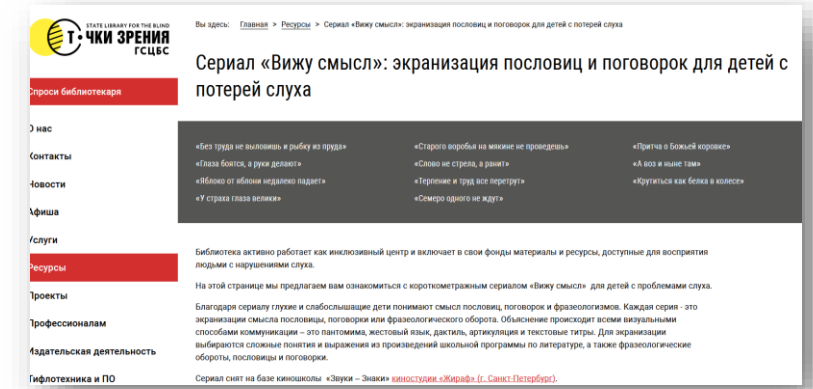 STATE LIBRARY FOR THE BLIND
Т·ЧКИ ЗРЕНИЯ
ГСЦБС
Спроси библиотекаря
О нас
Контакты
Новости
Афиша
Услуги
Ресурсы
Проекты
Профессионалам
Издательская деятельность
Тифлотехника и ПО
Вы здесь: Главная > Ресурсы > Сериал «Вижу смысл»: экранизация пословиц и поговорок для детей с потерей слуха
Сериал «Вижу смысл»: экранизация пословиц и поговорок для детей с
потерей слуха
«Без труда не выловишь и рыбку из пруда»
«Глаза боятся, а руки делают»
«Яблоко от яблони недалеко падает»
«У страха глаза велики»
«Старого воробья на мякине не проведешь»
«Слово не стрела, а ранит»
«Терпение и труд все перетрут»
«Семеро одного не ждут»
«Притча о Божьей коровке»
«А воз и ныне там»
«Крутиться как белка в колесе»
Библиотека активно работает как инклюзивный центр и включает в свои фонды материалы и ресурсы, доступные для восприятия
людьми с нарушениями слуха.
На этой странице мы предлагаем вам ознакомиться с короткометражным сериалом «Вижу смысл» для детей с проблемами слуха.
Благодаря сериалу глухие и слабослышащие дети понимают смысл пословиц, поговорок и фразеологизмов. Каждая серия - это
экранизации смысла пословицы, поговорки или фразеологического оборота. Объяснение происходит всеми визуальными
способами коммуникации – это пантомима, жестовый язык, дактиль, артикуляция и текстовые титры. Для экранизации
выбираются сложные понятия и выражения из произведений школьной программы по литературе, а также фразеологические
обороты, пословицы и поговорки.
Сериал снят на базе киношколы «Звуки – Знаки» киностудии «Жираф» (г. Санкт-Петербург).